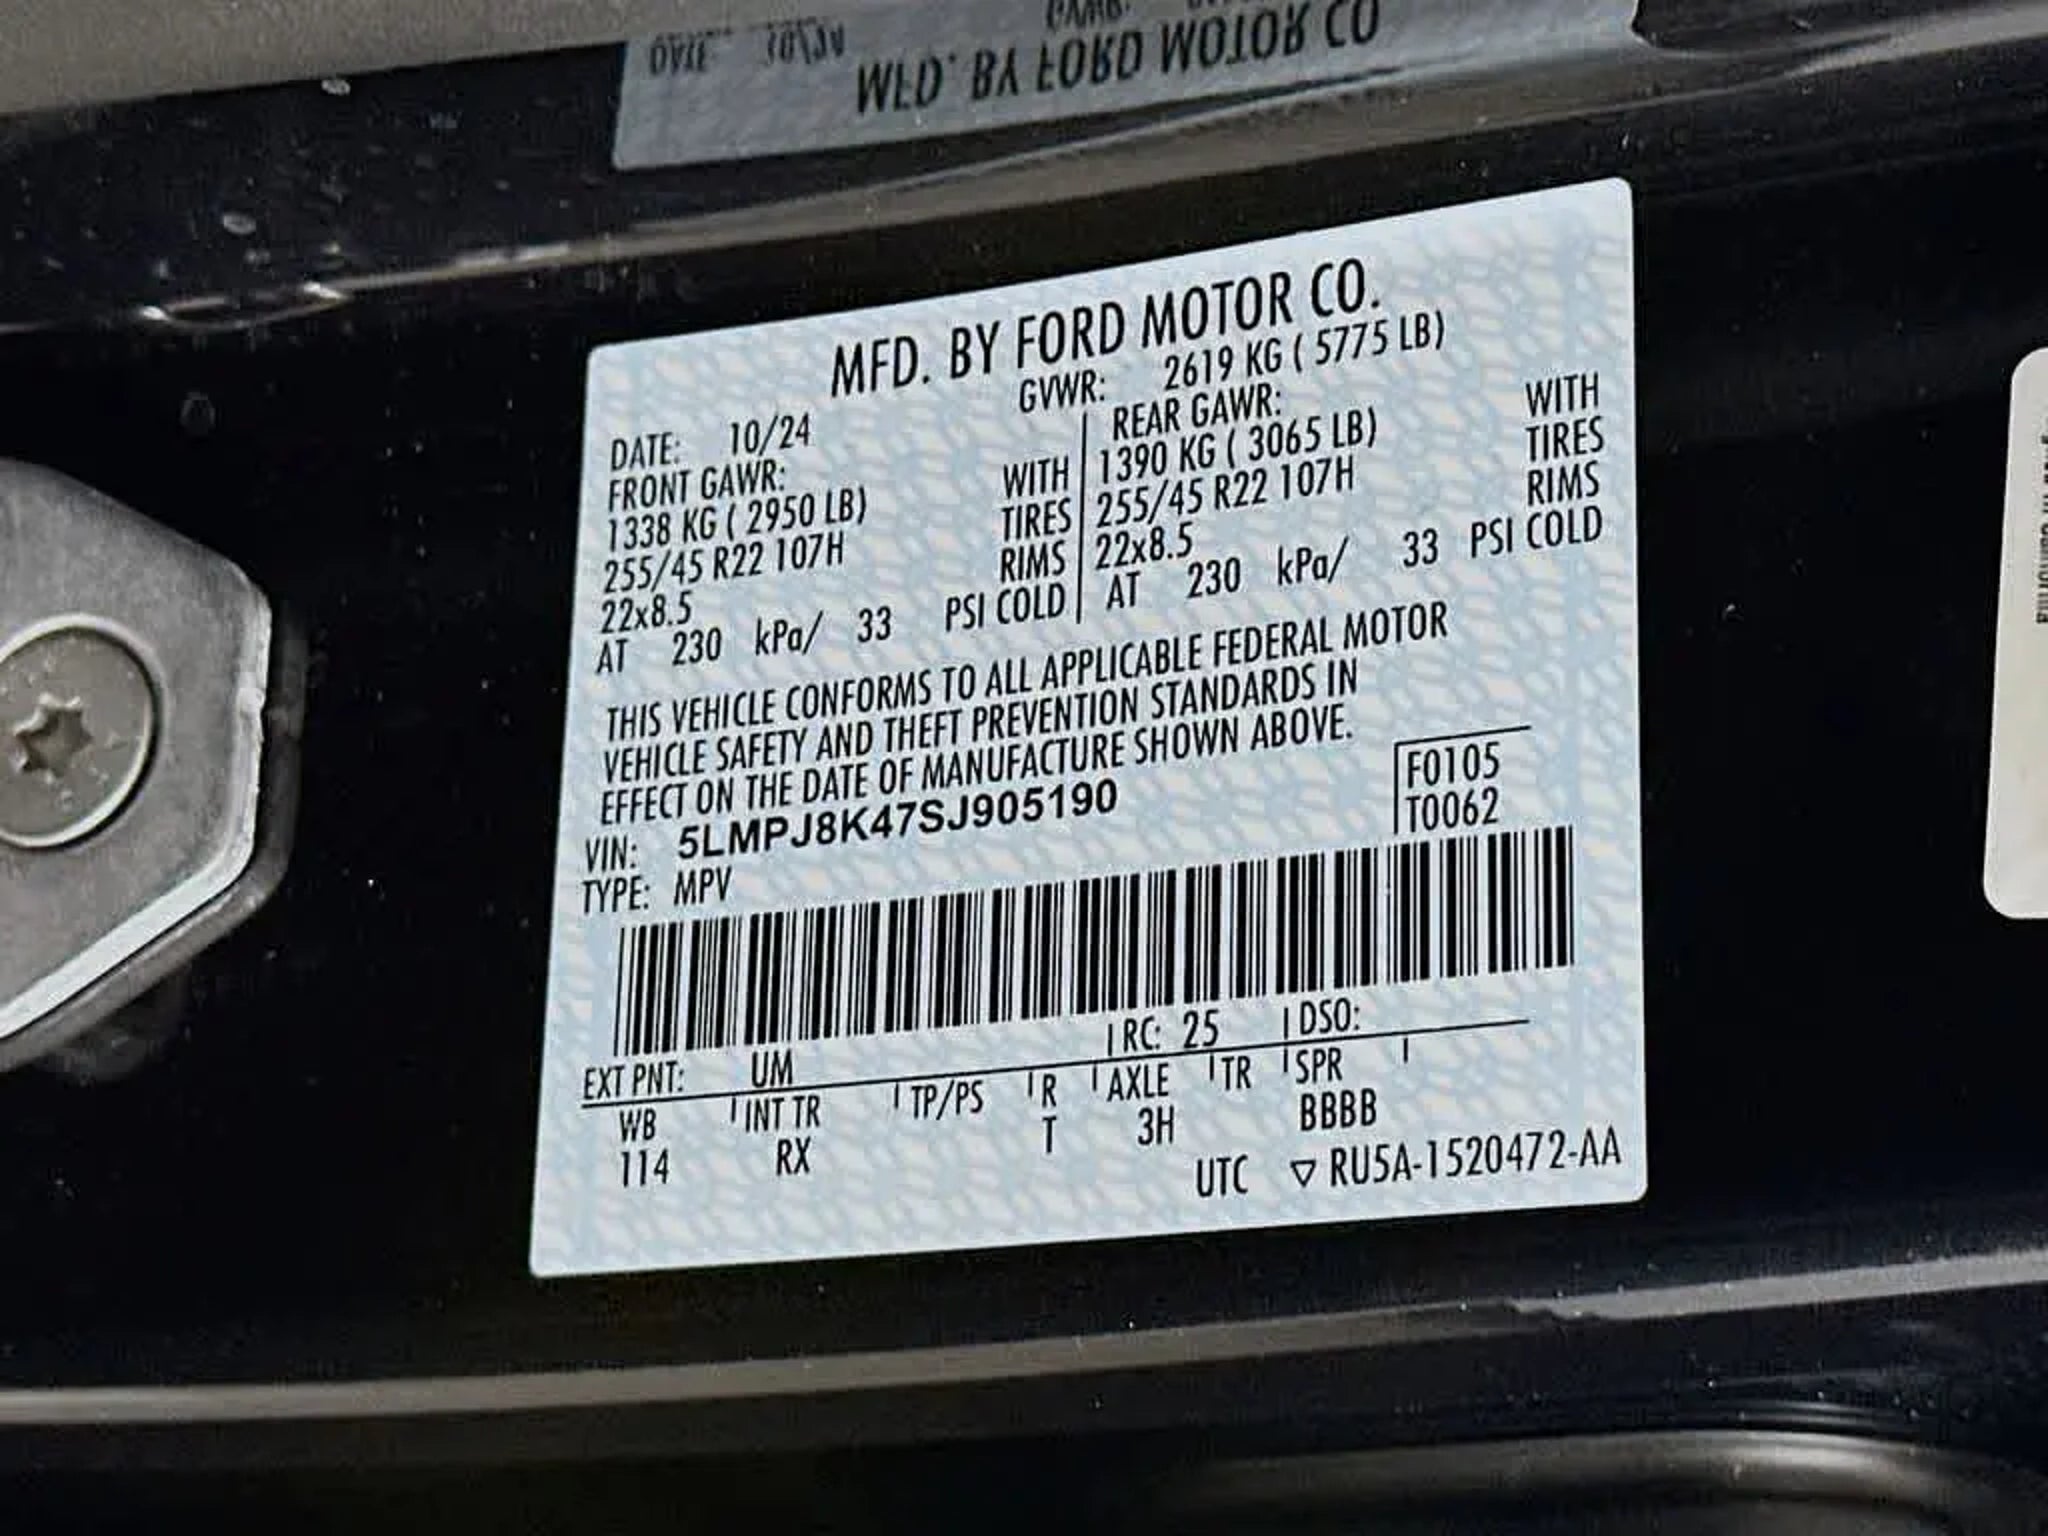 MFD. BY FORD MOTOR CO
DATE:
MFD. BY FORD MOTOR CO.
DATE: 10/24 GVWR: 2619 KG ( 5775 LB)
FRONT GAWR: REAR GAWR:
1338 KG ( 2950 LB) WITH 1390 KG ( 3065 LB) WITH
255/45 R22 107H TIRES 255/45 R22 107H TIRES
22x8.5 RIMS 22x8.5 RIMS
AT 230 kPa/ 33 PSI COLD AT 230 kPa/ 33 PSI COLD
THIS VEHICLE CONFORMS TO ALL APPLICABLE FEDERAL MOTOR
VEHICLE SAFETY AND THEFT PREVENTION STANDARDS IN
EFFECT ON THE DATE OF MANUFACTURE SHOWN ABOVE.
F0105
VIN: 5LMPJ8K47SJ905190 T0062
TYPE: MPV
EXT PNT: UM RC: 25 DSO:
WB INT TR TP/PS R AXLE TR SPR
114 RX T 3H BBBB
UTC ▽ RU5A-1520472-AA